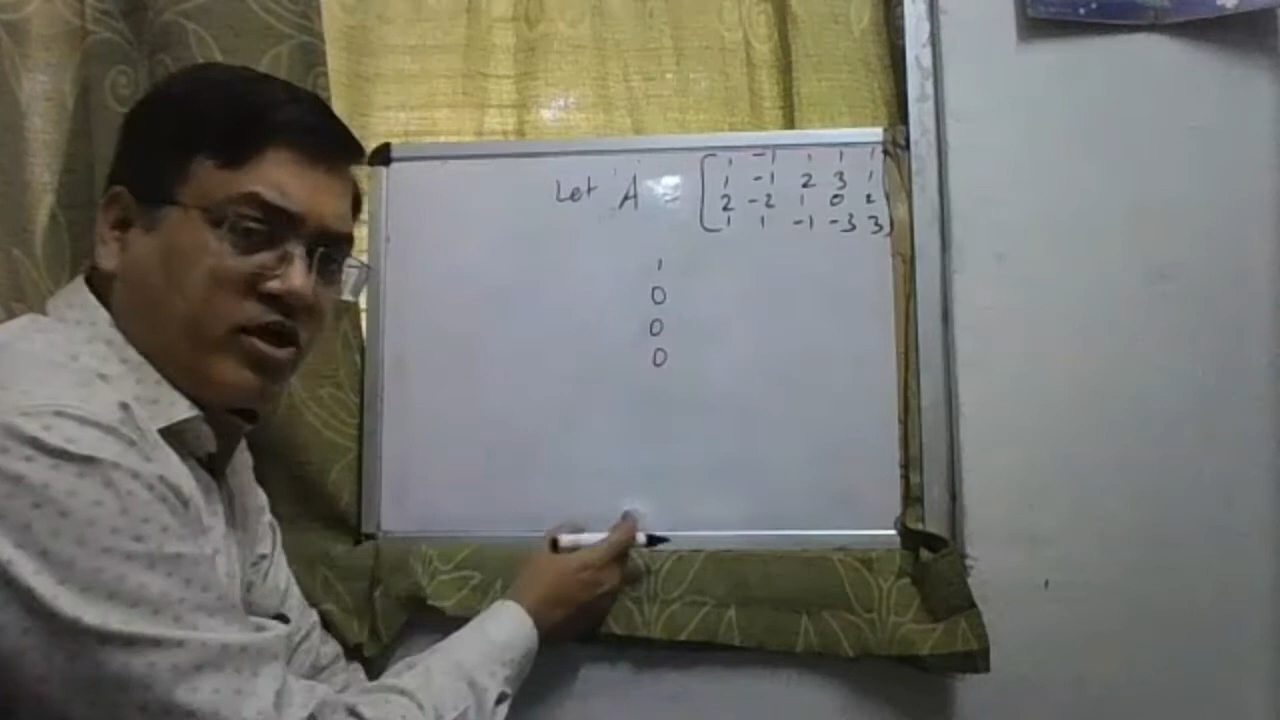 1 -1 1 1 1
Let A = 1 -1 2 3 1
2 -2 1 0 2
1 1 -1 -3 3
1
0
0
0